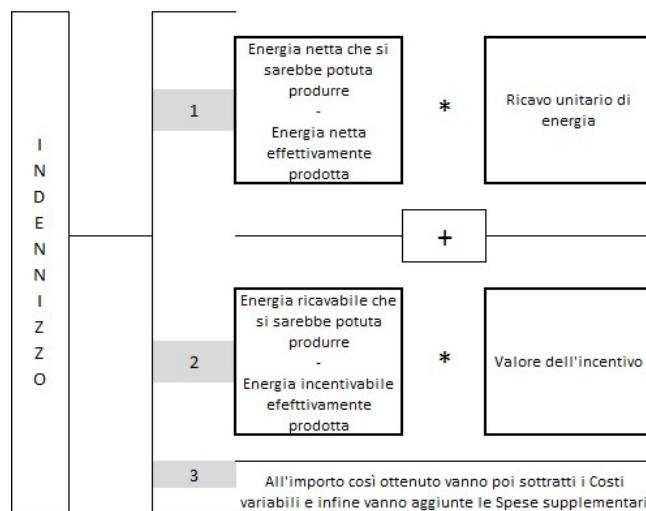 INDENNIZZO
1
Energia netta che si
sarebbe potuta
produrre
-
Energia netta
effettivamente
prodotta
*
Ricavo unitario di
energia
+
2
Energia ricavabile che
si sarebbe potuta
produrre
-
Energia incentivabile
efefttivamente
prodotta
*
Valore dell'incentivo
3
All'importo così ottenuto vanno poi sottratti i Costi
variabili e infine vanno aggiunte le Spese supplementari